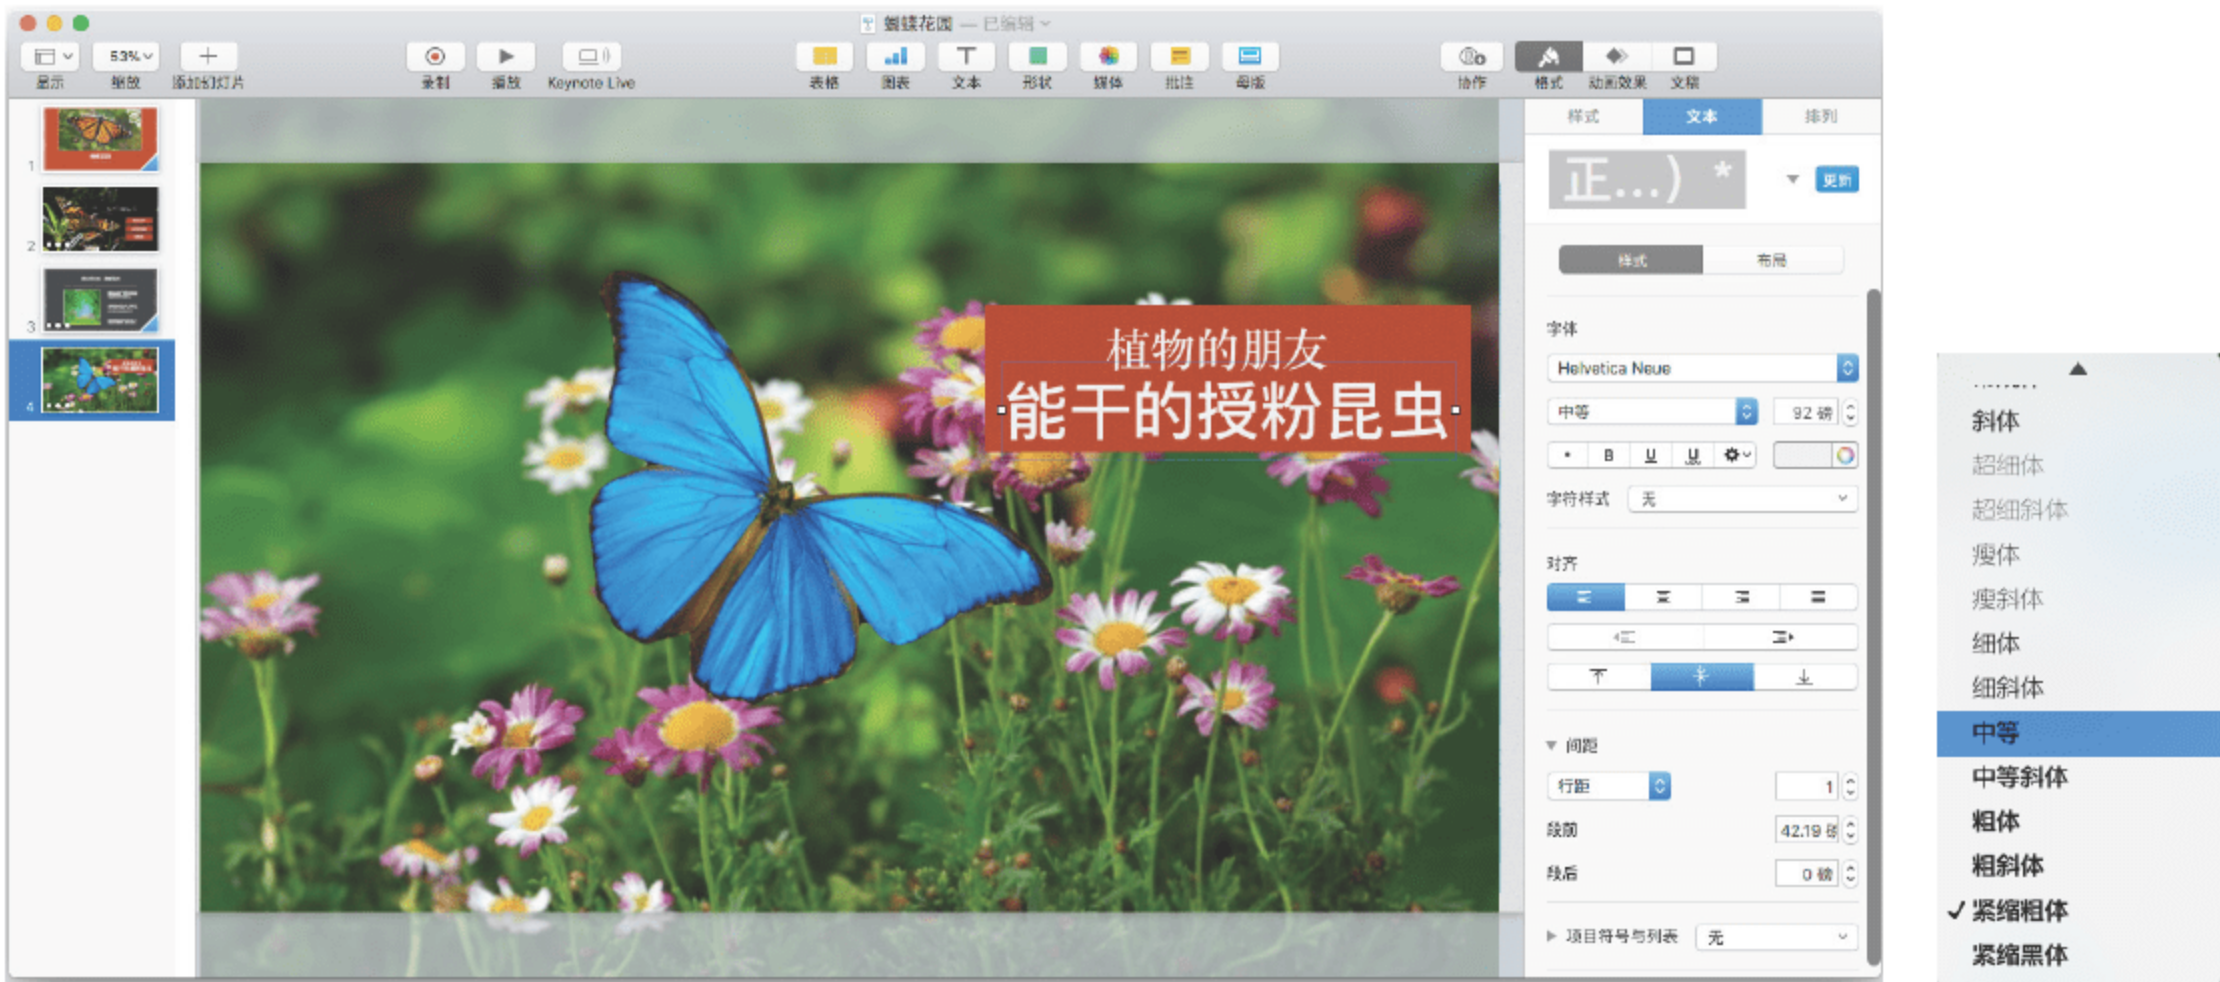 蝴蝶花园 — 已编辑
53%
显示
缩放
添加幻灯片
录制
播放
Keynote Live
表格
图表
文本
形状
媒体
批注
母版
协作
格式
动画效果
文稿
1
2
3
4
植物的朋友
能干的授粉昆虫
样式
文本
排列
正…) *
更新
样式
布局
字体
Helvetica Neue
中等
92 磅
B U U
字符样式
无
对齐
间距
行距
1
段前
42.19 磅
段后
0 磅
项目符号与列表
无
斜体
超细体
超细斜体
瘦体
瘦斜体
细体
细斜体
中等
中等斜体
粗体
粗斜体
✓ 紧缩粗体
紧缩黑体